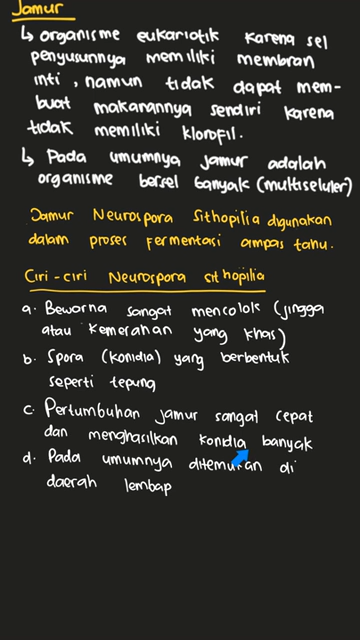 Jamur
↳ organisme eukariotik karena sel
penyusunnya memiliki membran
inti, namun tidak dapat mem-
buat makanannya sendiri karena
tidak memiliki klorofil.
↳ Pada umumnya jamur adalah
organisme bersel banyak (multiseluler)
Jamur Neurospora Sithopilia digunakan
dalam proses fermentasi ampas tahu.
Ciri-ciri Neurospora sithopilia
a. Bewarna sangat mencolok (jingga
atau kemerahan yang khas)
b. Spora (konidia) yang berbentuk
seperti tepung
c. Pertumbuhan jamur sangat cepat
dan menghasilkan konidia banyak
d. Pada umumnya ditemukan di
daerah lembap